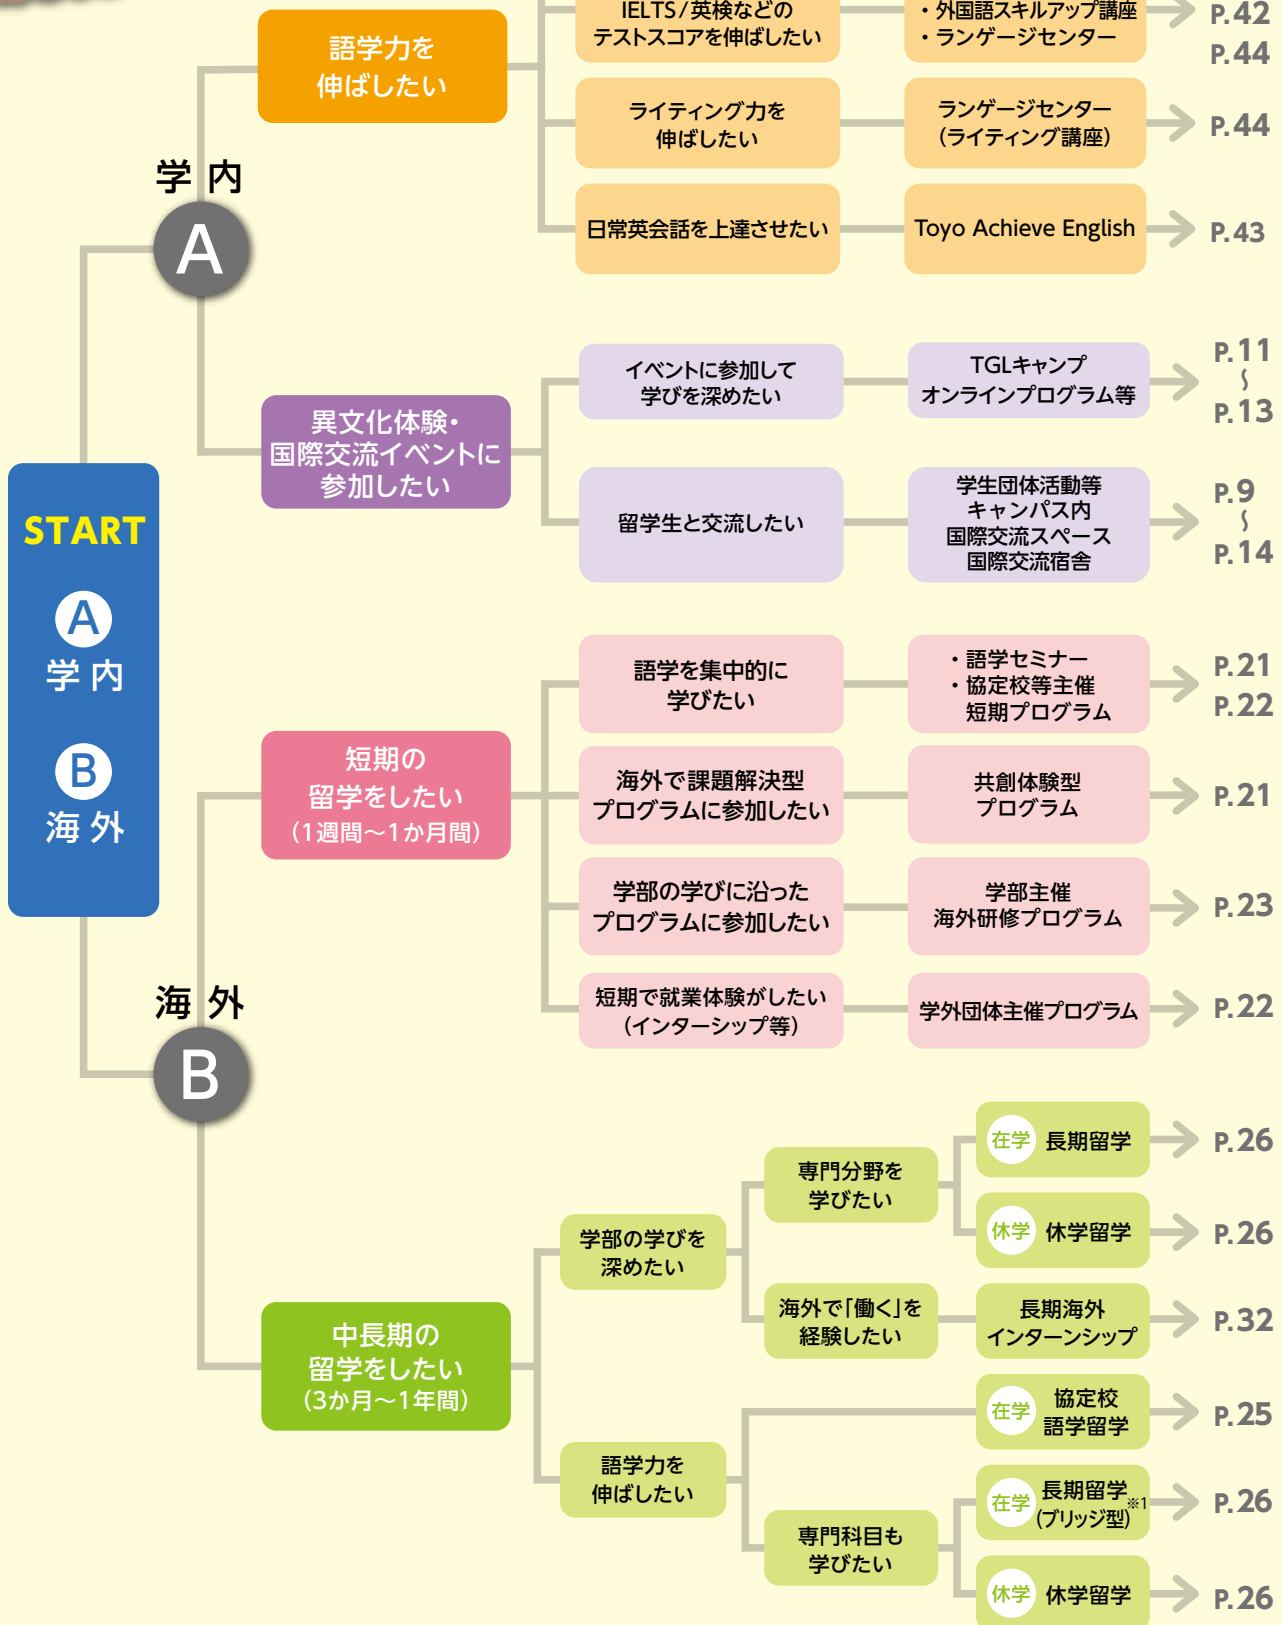 IELTS/英検などの
テストスコアを伸ばしたい
・外国語スキルアップ講座
・ランゲージセンター
P.42
P.44
語学力を
伸ばしたい
ライティング力を
伸ばしたい
ランゲージセンター
(ライティング講座)
P.44
学内
A
日常英会話を上達させたい
Toyo Achieve English
P.43
異文化体験・
国際交流イベントに
参加したい
イベントに参加して
学びを深めたい
TGLキャンプ
オンラインプログラム等
P.11
〜
P.13
留学生と交流したい
学生団体活動等
キャンパス内
国際交流スペース
国際交流宿舎
P.9
〜
P.14
START
A
学内
B
海外
短期の
留学をしたい
(1週間〜1か月間)
語学を集中的に
学びたい
・語学セミナー
・協定校等主催
短期プログラム
P.21
P.22
海外で課題解決型
プログラムに参加したい
共創体験型
プログラム
P.21
学部の学びに沿った
プログラムに参加したい
学部主催
海外研修プログラム
P.23
短期で就業体験がしたい
(インターシップ等)
学外団体主催プログラム
P.22
海外
B
中長期の
留学をしたい
(3か月〜1年間)
学部の学びを
深めたい
専門分野を
学びたい
在学 長期留学
P.26
休学 休学留学
P.26
海外で「働く」を
経験したい
長期海外
インターンシップ
P.32
語学力を
伸ばしたい
在学 協定校
語学留学
P.25
専門科目も
学びたい
在学 長期留学
(ブリッジ型)※1
P.26
休学 休学留学
P.26